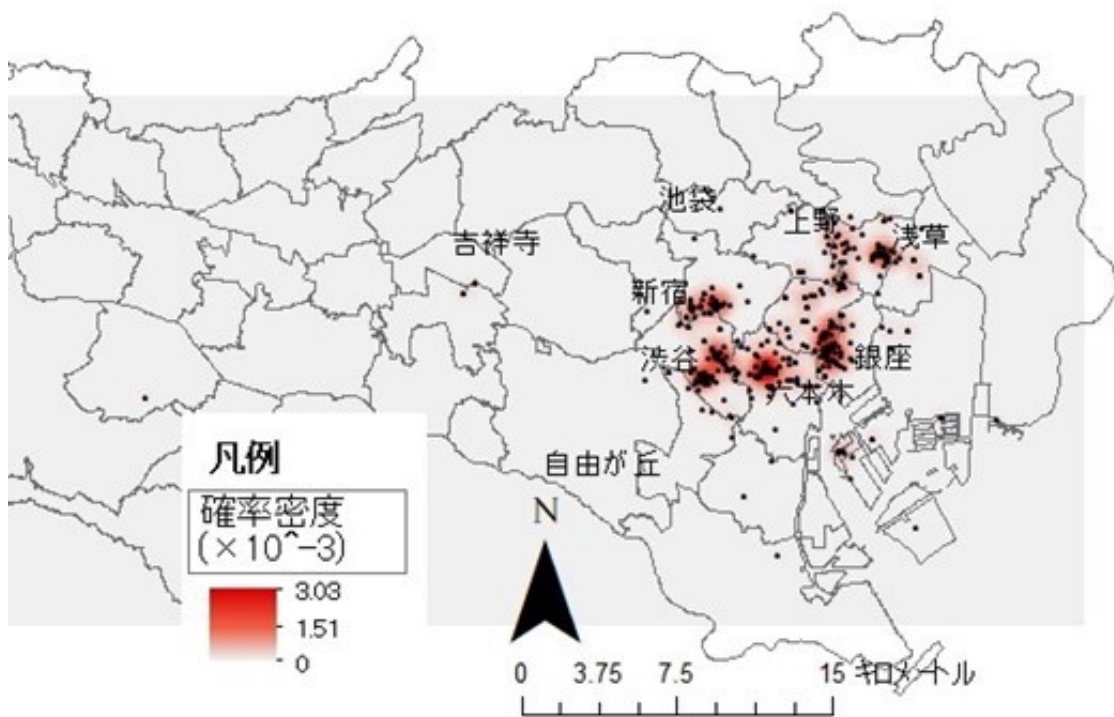 池袋
上野
浅草
吉祥寺
新宿
渋谷
銀座
六本木
自由が丘
凡例
確率密度
(×10^-3)
3.03
1.51
0
N
0 3.75 7.5 15 キロメートル